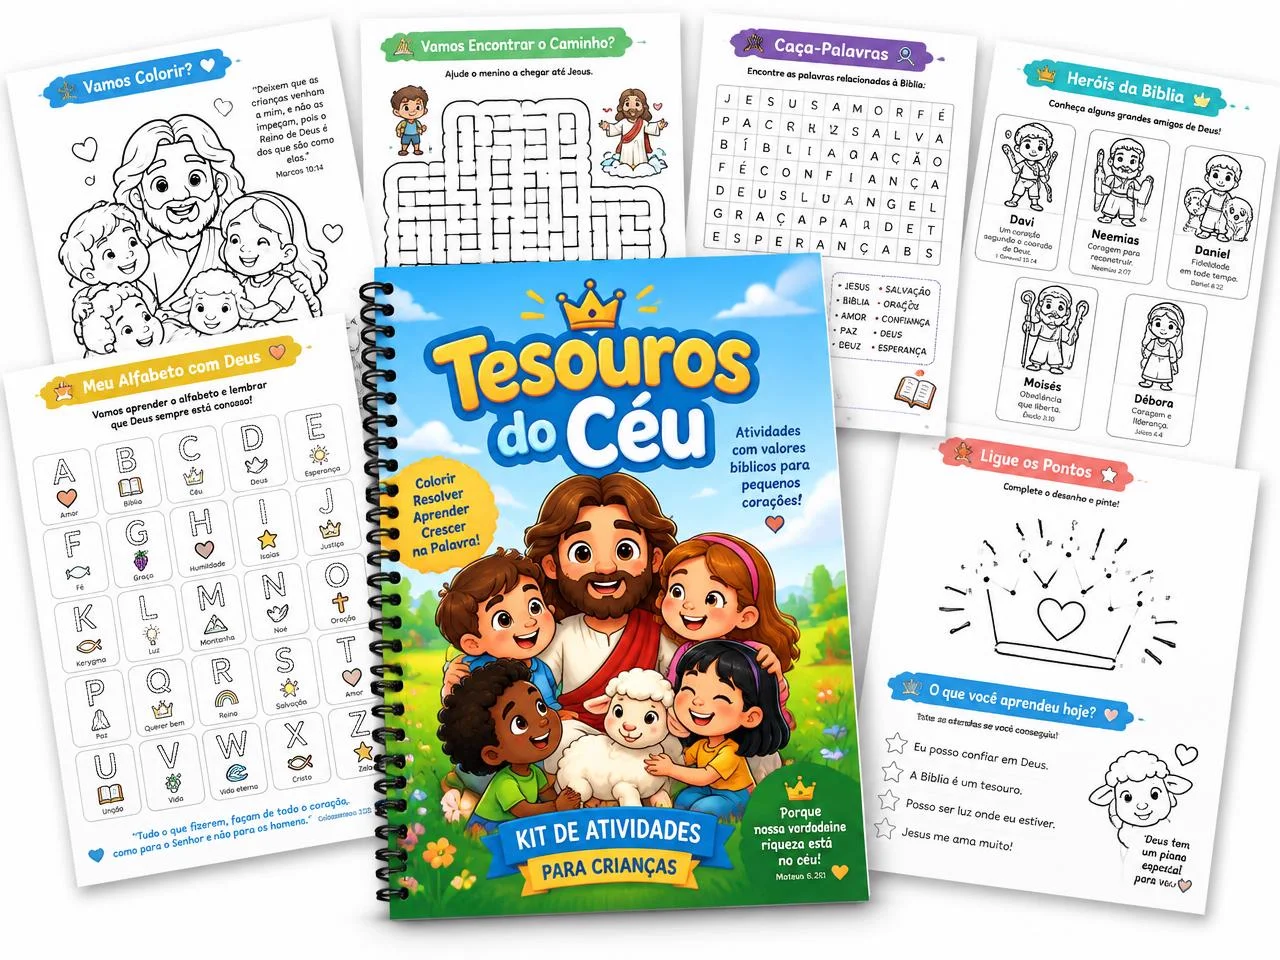 Vamos Colorir?
"Deixem que as
crianças venham
a mim, e não as
impeçam, pois o
Reino de Deus é
dos que são como
elas."
Marcos 10:14
Vamos Encontrar o Caminho?
Ajude o menino a chegar até Jesus.
Caça-Palavras
Encontre as palavras relacionadas à Bíblia:
J E S U S A M O R F É
P A C R S A L V A
B Í B L I A A Ç Ã O
F É C O N F I A N Ç A
D E U S L U A N G E L
G R A Ç A P A D E T
E S P E R A N Ç A B S
• JESUS • SALVAÇÃO
• BÍBLIA
• AMOR • CONFIANÇA
• PAZ • DEUS
• DEUZ • ESPERANÇA
Heróis da Bíblia
Conheça alguns grandes amigos de Deus!
Davi
Um coração
segundo o coração
de Deus.
Neemias
Coragem para
reconstruir.
Daniel
Fidelidade
em todo tempo.
Moisés
Obediência
que liberta.
Débora
Coragem e
liderança.
Meu Alfabeto com Deus
Vamos aprender o alfabeto e lembrar
que Deus sempre está
A B C D E
Amor Bíblia Céu Deus Esperança
F G H I J
Fé Graça Humildade Isaías Justiça
K L M N O
Kerygma Luz Montanha Noé Oração
P Q R S T
Paz Querer bem Reino Salvação Amor
U V W X Z
Unção Vida Vida eterna Cristo
"Tudo o que fizerem, façam de todo o coração,
como para o Senhor e não para os homens."
Tesouros
do Céu
Atividades
com valores
bíblicos para
pequenos
corações!
Colorir
Resolver
Aprender
Crescer
na Palavra!
KIT DE ATIVIDADES
PARA CRIANÇAS
Porque
nossa
riqueza está
no céu!
Ligue os Pontos
Complete o desenho e pinte!
O que você aprendeu hoje?
Eu posso confiar em Deus.
A Bíblia é um tesouro.
Posso ser luz onde eu estiver.
Jesus me ama muito!
"Deus tem
um